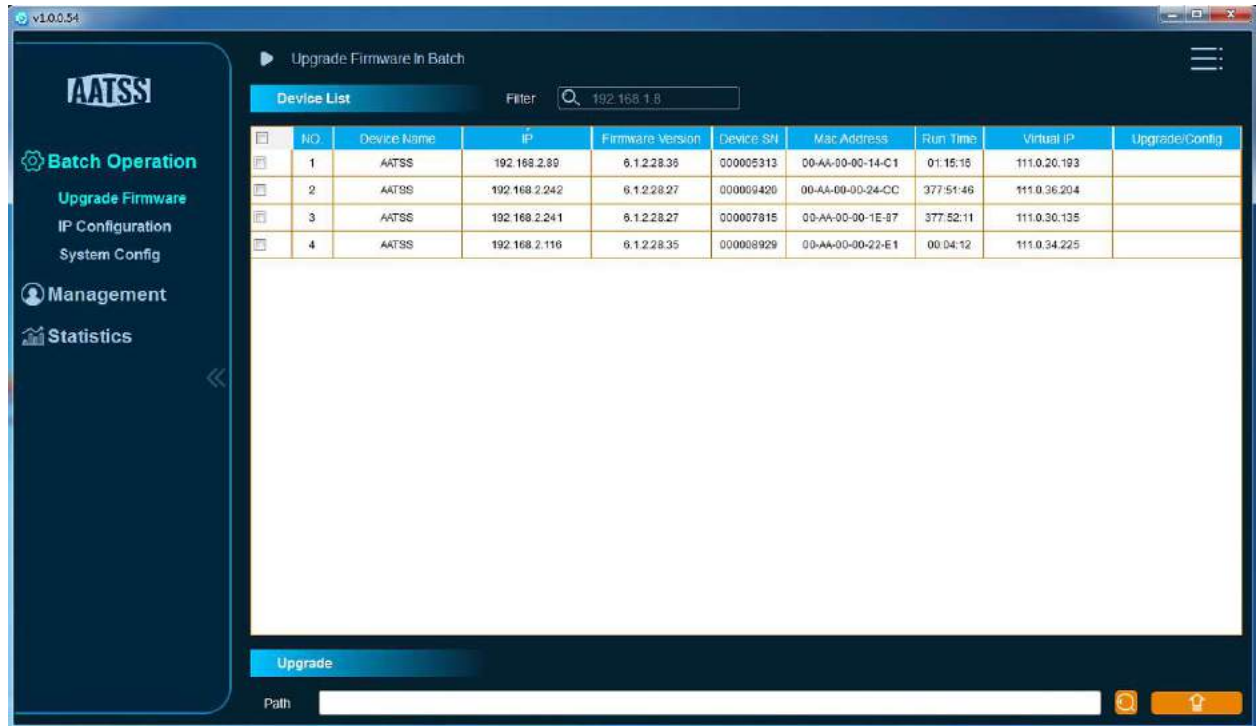 v1.0.0.54
AATSS
Upgrade Firmware In Batch
Device List Filter 192.168.1.8
NO. Device Name IP Firmware Version Device SN Mac Address Run Time Virtual IP Upgrade/Config
1 AATSS 192.168.2.89 6.1.2.28.36 000005313 00-AA-00-00-14-C1 01:15:16 111.0.20.193
2 AATSS 192.168.2.242 6.1.2.28.27 000009420 00-AA-00-00-24-CC 377:51:46 111.0.36.204
3 AATSS 192.168.2.241 6.1.2.28.27 000007815 00-AA-00-00-1E-87 377:52:11 111.0.30.135
4 AATSS 192.168.2.116 6.1.2.28.35 000008929 00-AA-00-00-22-E1 00:04:12 111.0.34.225
Batch Operation
Upgrade Firmware
IP Configuration
System Config
Management
Statistics
Upgrade
Path